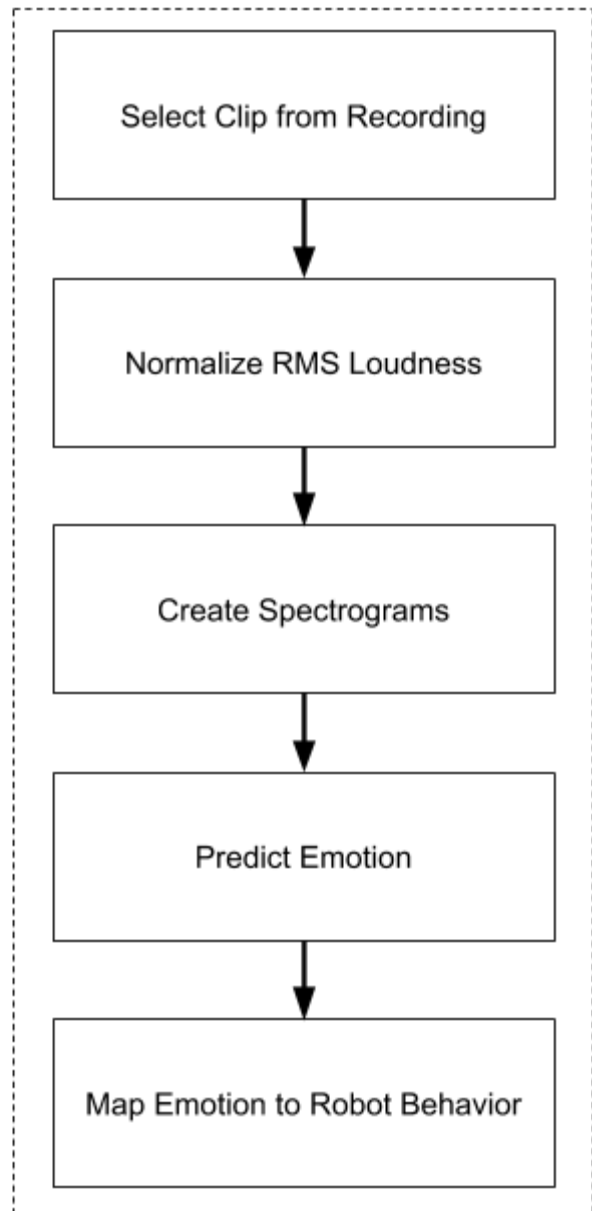 Select Clip from Recording
Normalize RMS Loudness
Create Spectrograms
Predict Emotion
Map Emotion to Robot Behavior